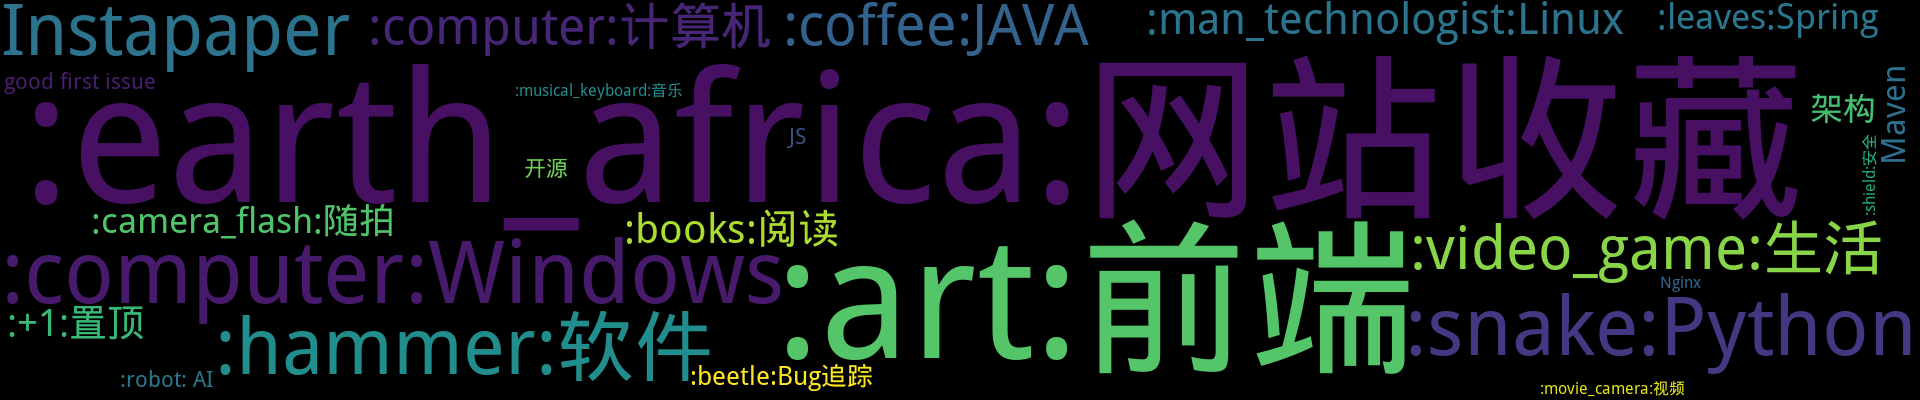 Instapaper
:computer:计算机
:coffee:JAVA
:man_technologist:Linux
:leaves:Spring
good first issue
:earth_africa:网站收藏
:musical_keyboard:音乐
JS
架构
Maven
开源
:shield:安全
:camera_flash:随拍
:books:阅读
:computer:Windows
:art:前端
:video_game:生活
Nginx
:+1:置顶
:hammer:软件
:snake:Python
:robot: AI
:beetle:Bug追踪
:movie_camera:视频